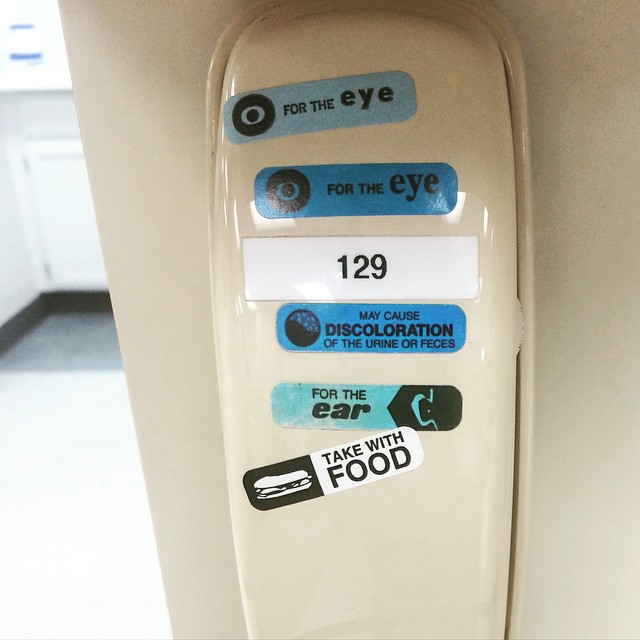 FOR THE eye
FOR THE eye
129
MAY CAUSE
DISCOLORATION
OF THE URINE OR FECES
FOR THE
ear
TAKE WITH
FOOD